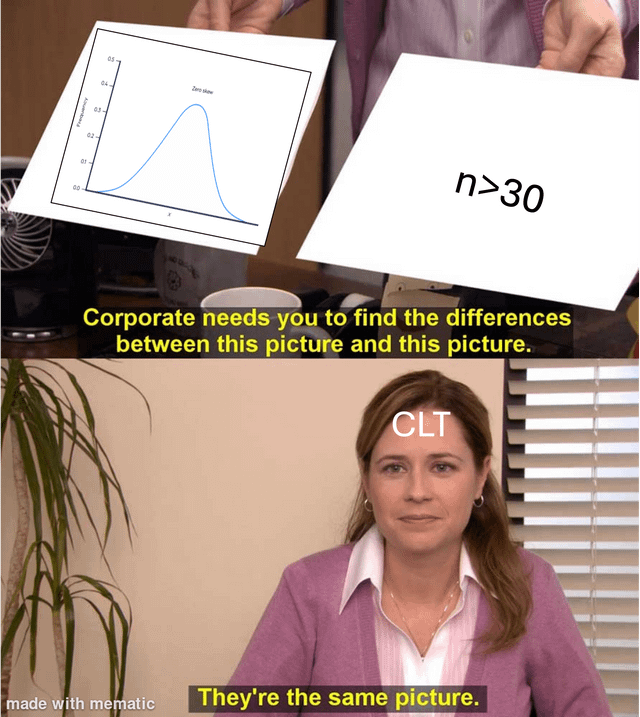 0.5
Zero skew
0.4
0.3
Frequency
0.2
0.1
0.0
x
n>30
Corporate needs you to find the differences
between this picture and this picture.
CLT
They're the same picture.
made with mematic